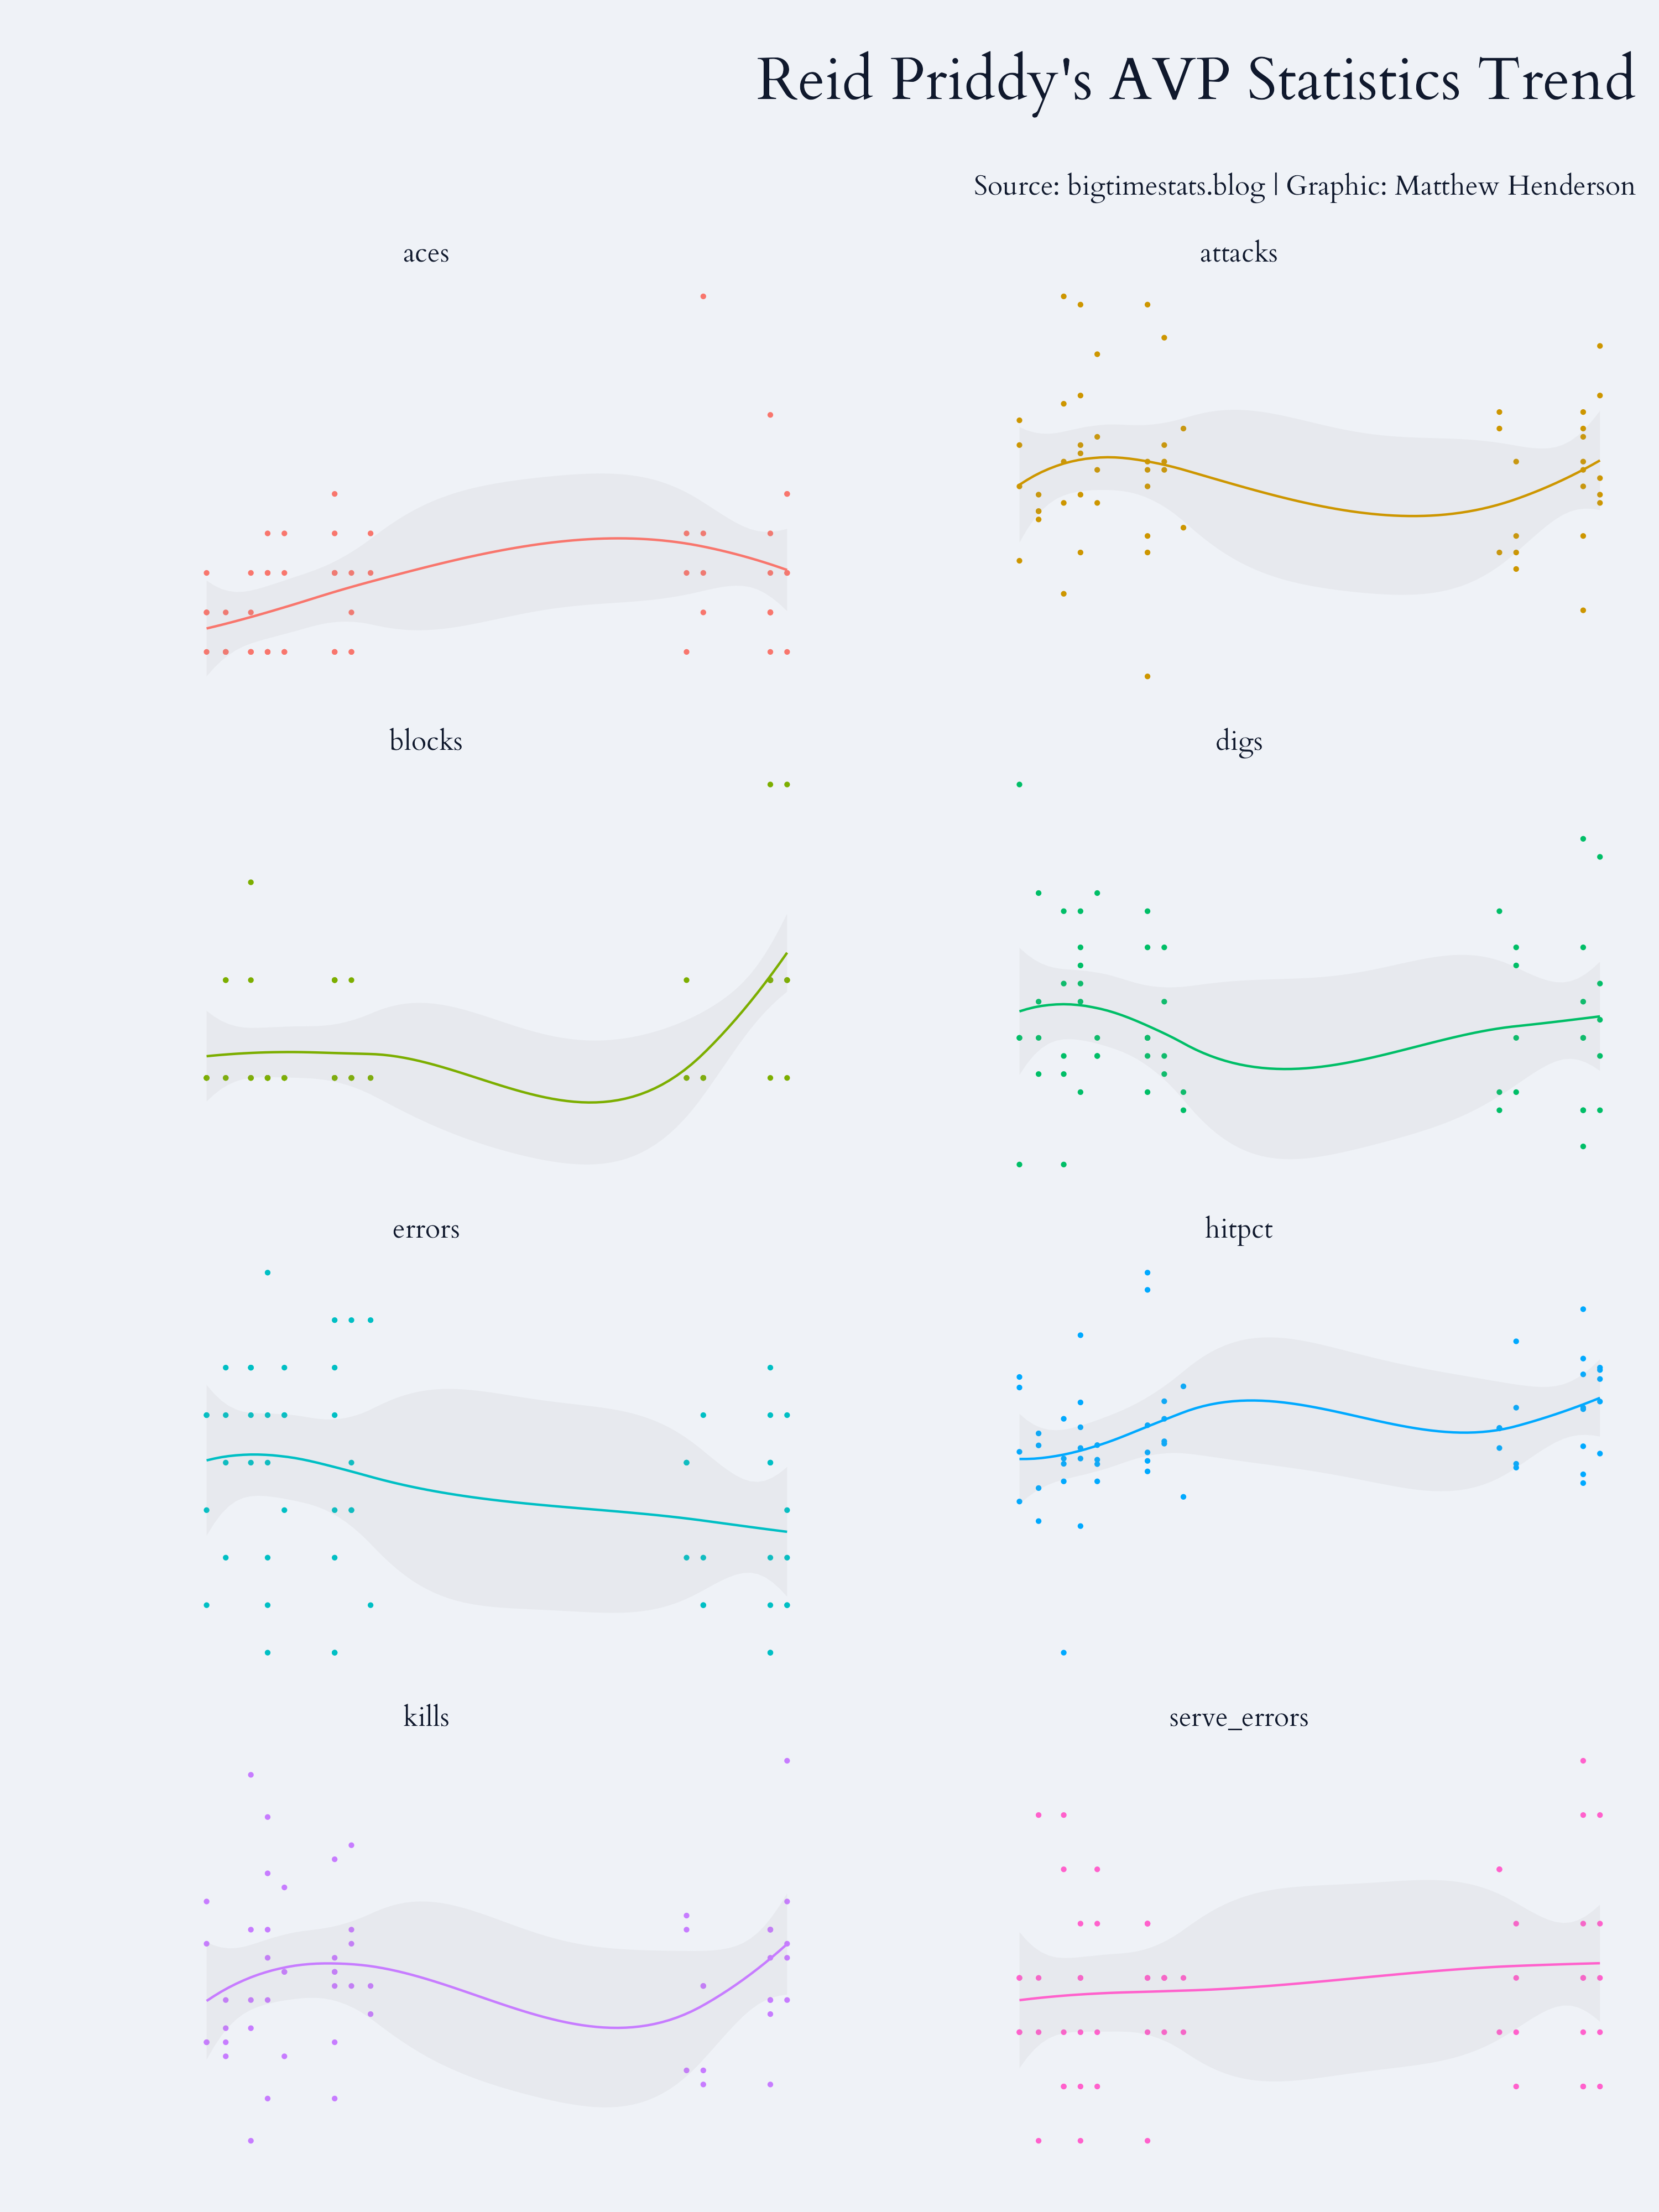 Reid Priddy's AVP Statistics Trend
Source: bigtimestats.blog | Graphic: Matthew Henderson
aces
attacks
blocks
digs
errors
hitpct
kills
serve_errors